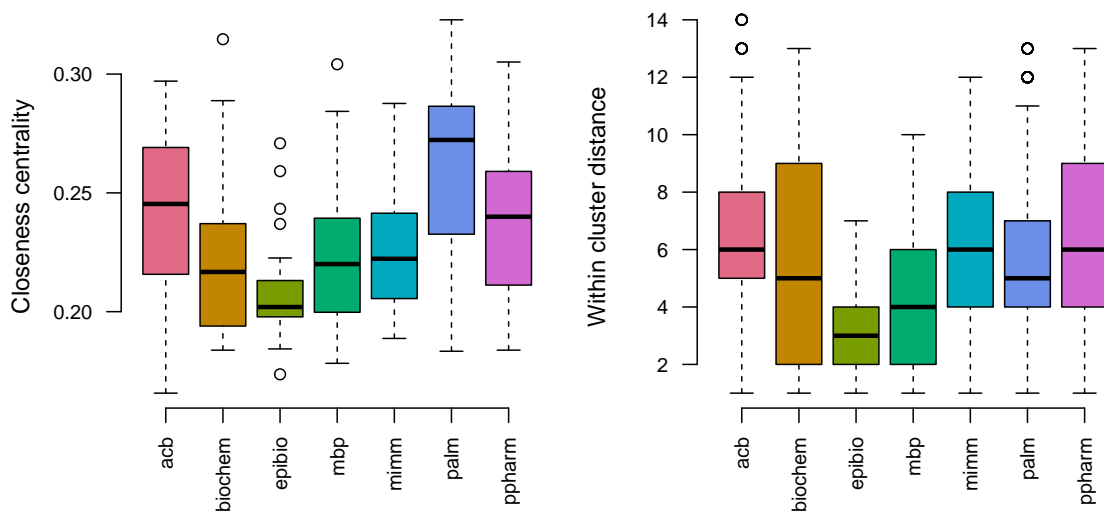 Closeness centrality
0.30
0.25
0.20
acb
biochem
epibio
mbp
mimm
palm
ppharm
Within cluster distance
14
12
10
8
6
4
2
acb
biochem
epibio
mbp
mimm
palm
ppharm